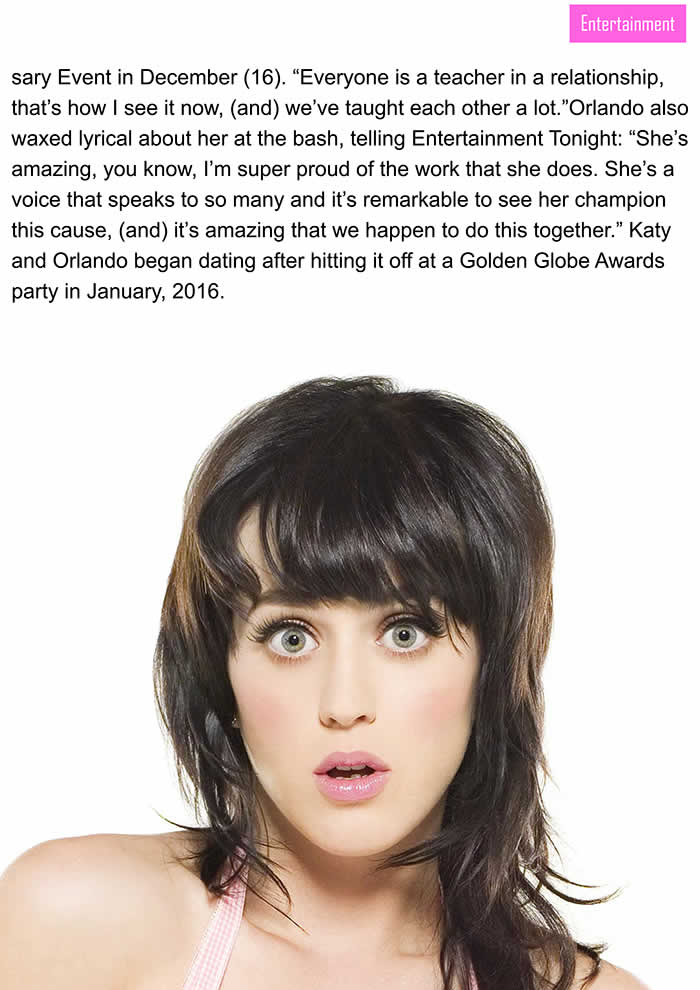 Entertainment
sary Event in December (16). “Everyone is a teacher in a relationship,
that’s how I see it now, (and) we’ve taught each other a lot.”Orlando also
waxed lyrical about her at the bash, telling Entertainment Tonight: “She’s
amazing, you know, I’m super proud of the work that she does. She’s a
voice that speaks to so many and it’s remarkable to see her champion
this cause, (and) it’s amazing that we happen to do this together.” Katy
and Orlando began dating after hitting it off at a Golden Globe Awards
party in January, 2016.